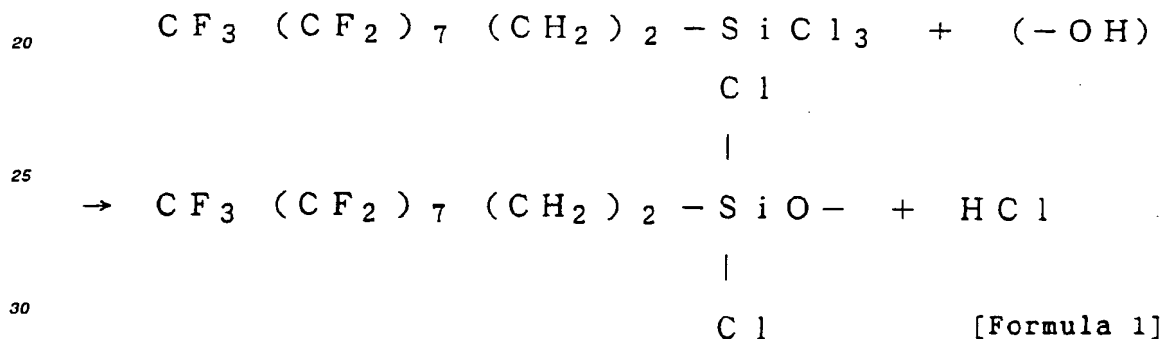 20 CF₃ (CF₂)₇ (CH₂)₂ －SiCl₃ + (－OH)
Cl
|
25 → CF₃ (CF₂)₇ (CH₂)₂ －SiO－ + HCl
|
30 Cl [Formula 1]